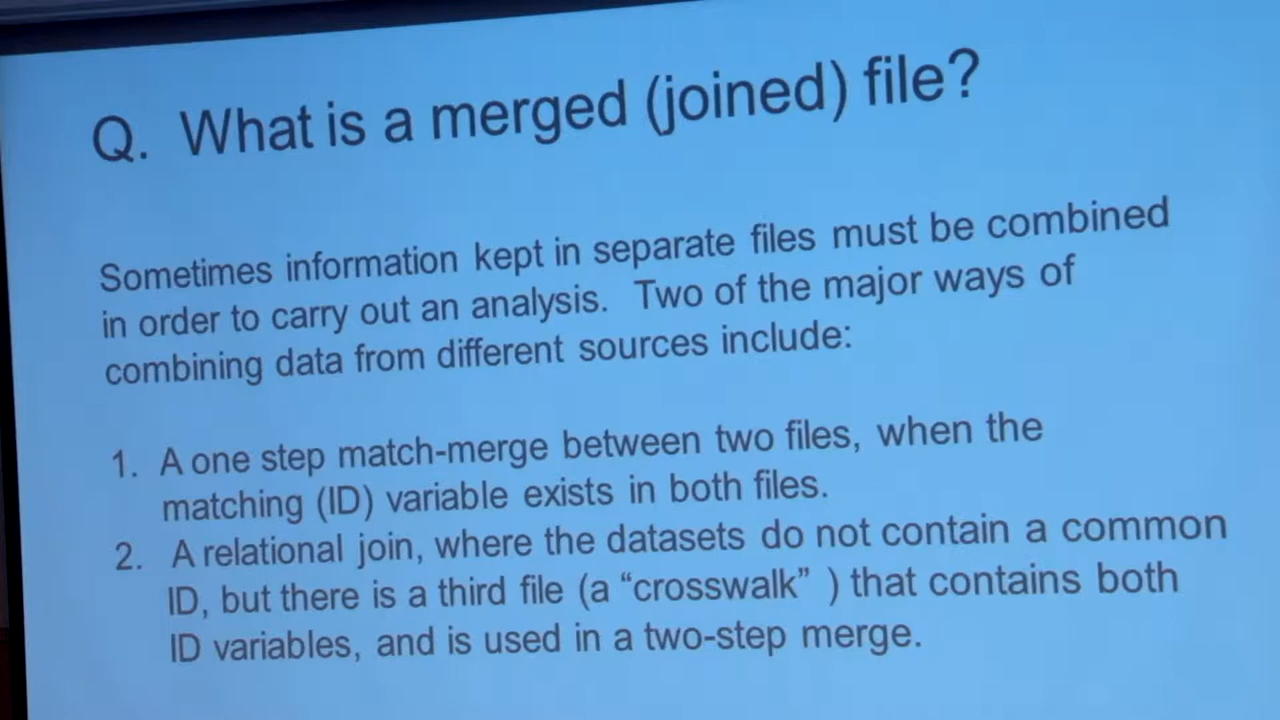 Q. What is a merged (joined) file?
Sometimes information kept in separate files must be combined
in order to carry out an analysis. Two of the major ways of
combining data from different sources include:
1. A one step match-merge between two files, when the
matching (ID) variable exists in both files.
2. A relational join, where the datasets do not contain a common
ID, but there is a third file (a “crosswalk” ) that contains both
ID variables, and is used in a two-step merge.